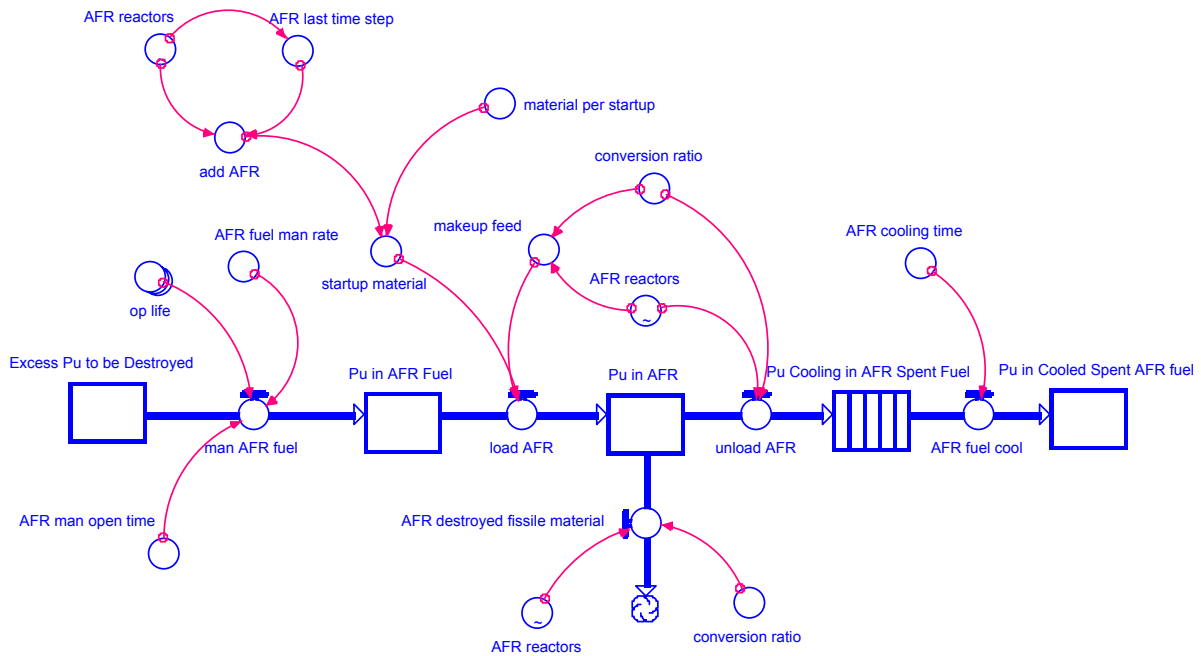 AFR reactors
AFR last time step
material per startup
add AFR
conversion ratio
makeup feed
AFR fuel man rate
AFR cooling time
AFR reactors
startup material
op life
~
Excess Pu to be Destroyed
Pu in AFR Fuel
Pu in AFR
Pu Cooling in AFR Spent Fuel
Pu in Cooled Spent AFR fuel
man AFR fuel
load AFR
unload AFR
AFR fuel cool
AFR man open time
AFR destroyed fissile material
~
AFR reactors
conversion ratio